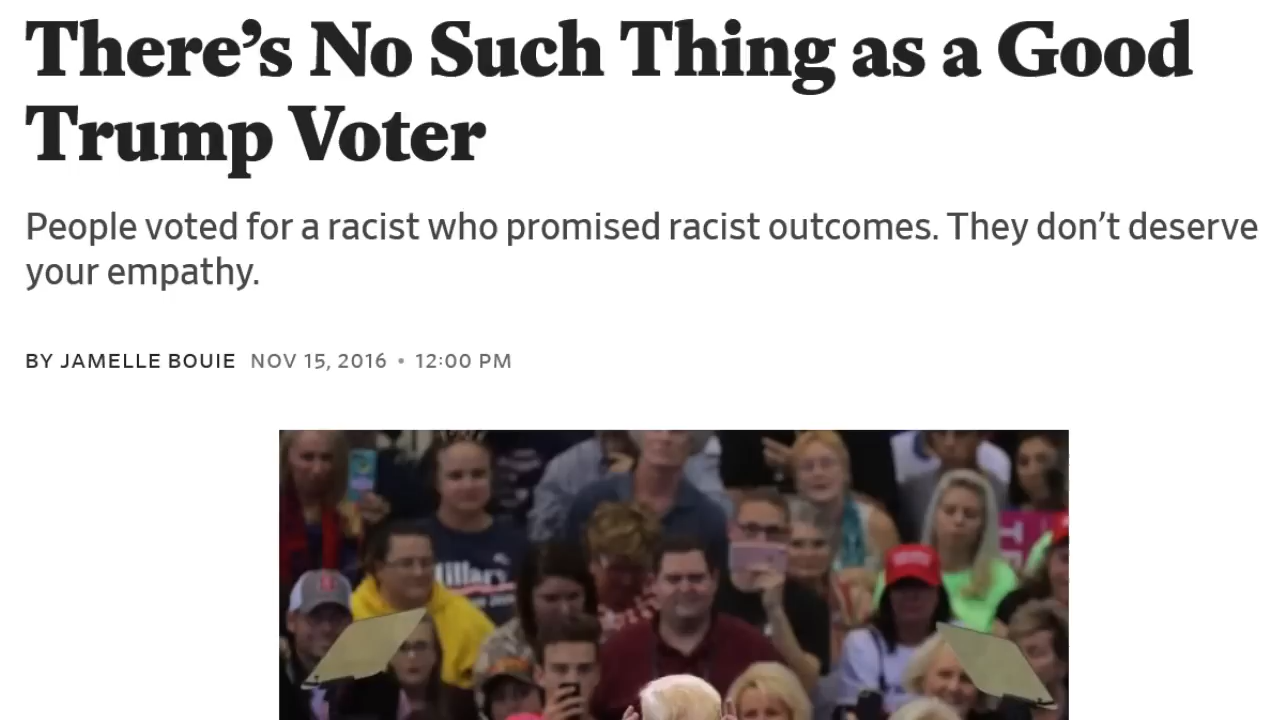 There’s No Such Thing as a Good
Trump Voter
People voted for a racist who promised racist outcomes. They don’t deserve
your empathy.
BY JAMELLE BOUIE NOV 15, 2016 • 12:00 PM